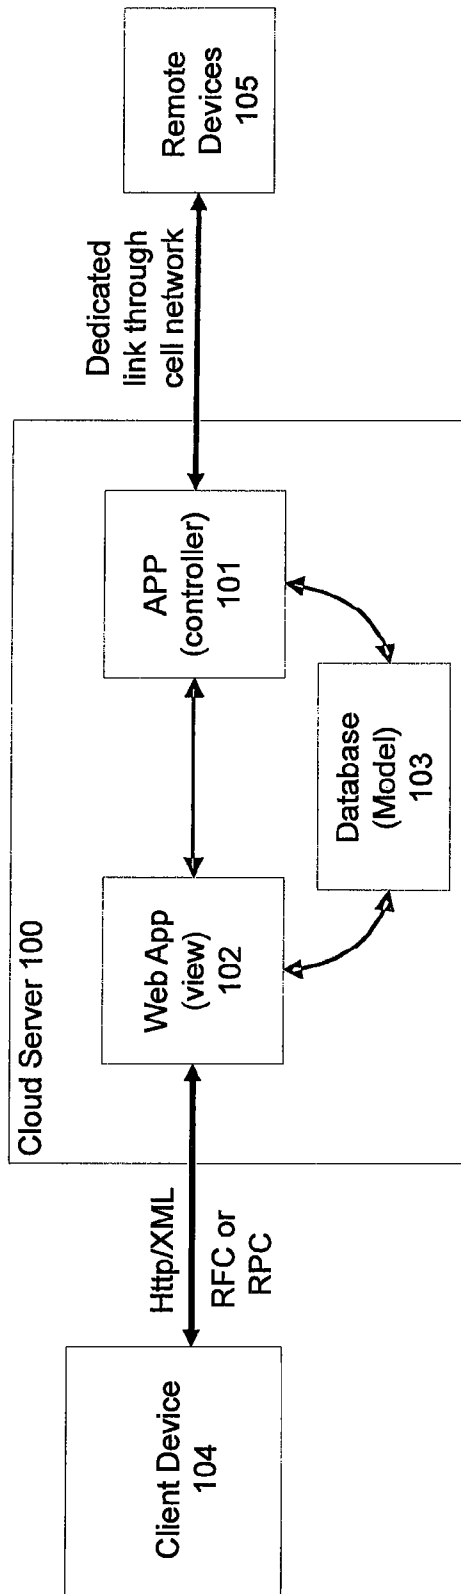 Cloud Server 100
Client Device
104
Http/XML
RFC or
RPC
Web App
(view)
102
APP
(controller)
101
Database
(Model)
103
Dedicated
link through
cell network
Remote
Devices
105